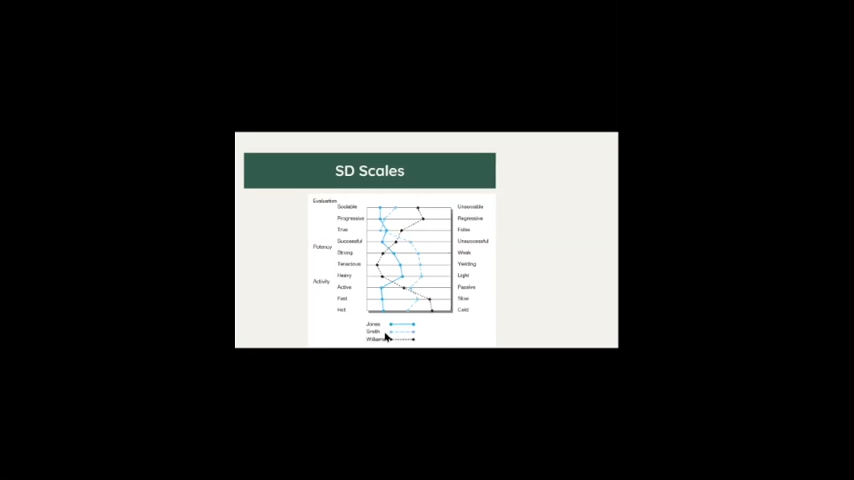 SD Scales
Evaluation
Sociable Unsociable
Progressive Regressive
True False
Successful Unsuccessful
Potency
Strong Weak
Tenacious Yielding
Heavy Light
Activity
Active Passive
Fast Slow
Hot Cold
Jones
Smith